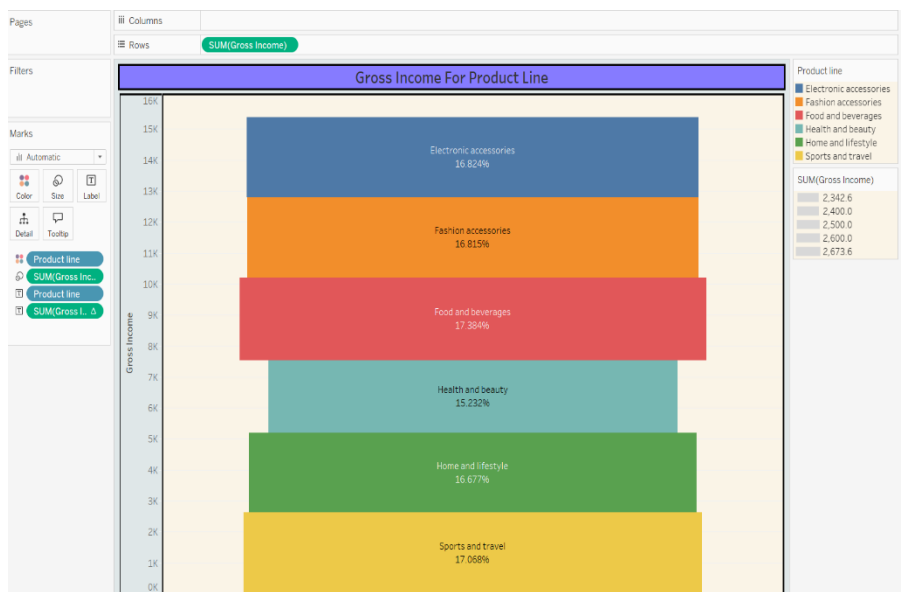 Pages
Columns
Rows
SUM(Gross Income)
Filters
Marks
Automatic
Color
Size
Label
Detail
Tooltip
Product line
SUM(Gross Inc..
Product line
SUM(Gross I..
Gross Income For Product Line
Gross Income
16K
15K
14K
13K
12K
11K
10K
9K
8K
7K
6K
5K
4K
3K
2K
1K
0K
Electronic accessories
16.824%
Fashion accessories
16.815%
Food and beverages
17.384%
Health and beauty
15.232%
Home and lifestyle
16.677%
Sports and travel
17.068%
Product line
Electronic accessories
Fashion accessories
Food and beverages
Health and beauty
Home and lifestyle
Sports and travel
SUM(Gross Income)
2,342.6
2,400.0
2,500.0
2,600.0
2,673.6